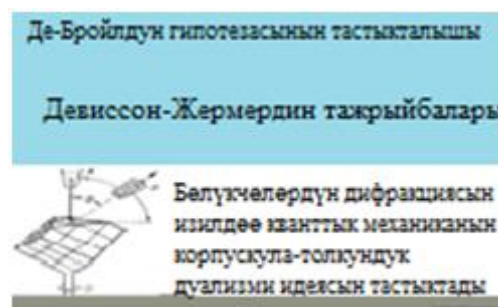 Де-Бройлдун гипотезасынын тастыкталышы
Девиссон-Жермердин тажрыйбалары
Бөлүкчөлөрдүн дифракциясын
изилдөө кванттык механиканын
корпускула-толкундук
дуализми идеясын тастыктады